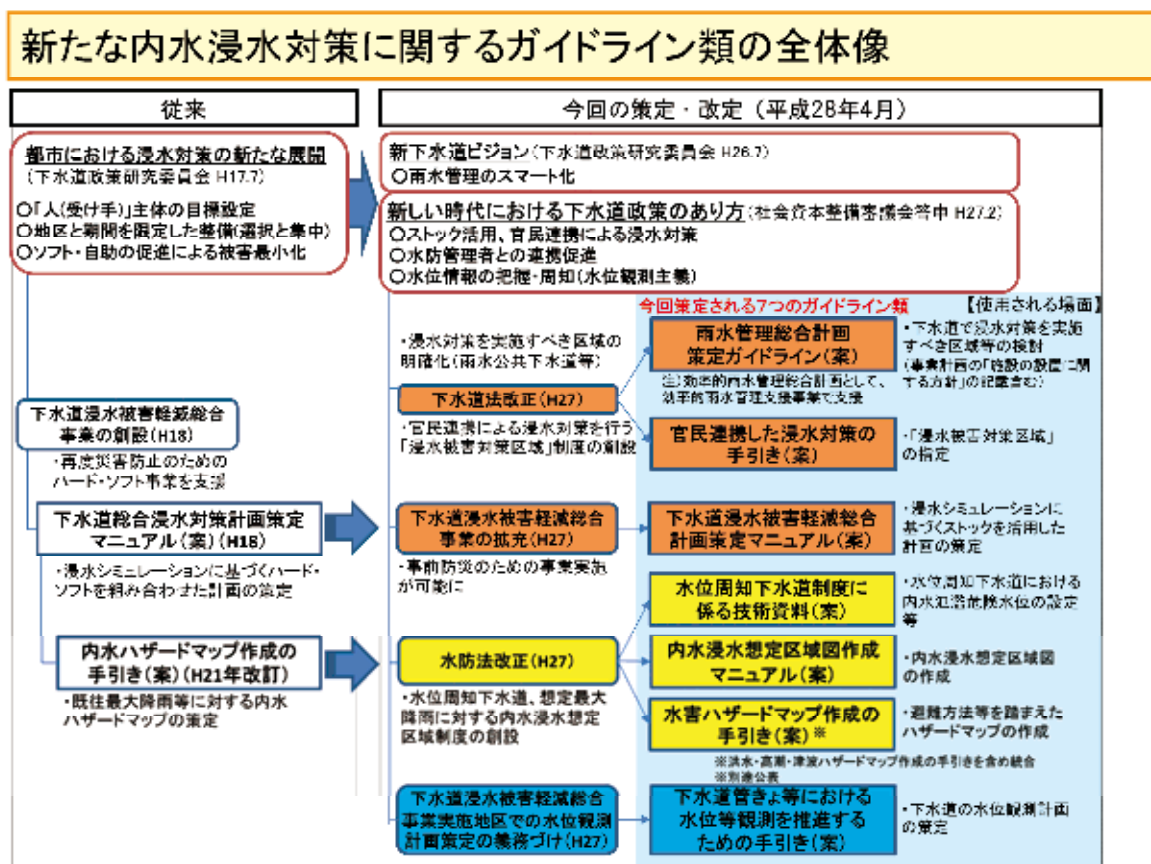 新たな内水浸水対策に関するガイドライン類の全体像
従来
今回の策定・改定（平成28年4月）
都市における浸水対策の新たな展開
（下水道政策研究委員会 H17.7）
○「人(受け手)」主体の目標設定
○地区と期間を限定した整備(選択と集中)
○ソフト・自助の促進による被害最小化
新下水道ビジョン（下水道政策研究委員会 H26.7）
○雨水管理のスマート化
新しい時代における下水道政策のあり方（社会資本整備審議会答申 H27.2）
○ストック活用、官民連携による浸水対策
○水防管理者との連携促進
○水位情報の把握・周知（水位観測主義）
今回策定される7つのガイドライン類
【使用される場面】
・浸水対策を実施すべき区域の
明確化（雨水公共下水道等）
下水道法改正（H27）
・官民連携による浸水対策を行う
「浸水被害対策区域」制度の創設
雨水管理総合計画
策定ガイドライン（案）
注）効率的雨水管理総合計画として、
効率的雨水管理支援事業で支援
・下水道で浸水対策を実施
すべき区域等の検討
（事業計画の「施設の設置に関
する方針」の記載含む）
官民連携した浸水対策の
手引き（案）
・「浸水被害対策区域」
の指定
下水道浸水被害軽減総合
事業の創設（H18）
・再度災害防止のための
ハード・ソフト事業を支援
下水道総合浸水対策計画策定
マニュアル（案）（H18）
・浸水シミュレーションに基づくハード・
ソフトを組み合わせた計画の策定
下水道浸水被害軽減総合
事業の拡充（H27）
・事前防災のための事業実施
が可能に
下水道浸水被害軽減総合
計画策定マニュアル（案）
・浸水シミュレーションに
基づくストックを活用した
計画の策定
内水ハザードマップ作成の
手引き（案）（H21年改訂）
・既往最大降雨等に対する内水
ハザードマップの策定
水防法改正（H27）
・水位周知下水道、想定最大
降雨に対する内水浸水想定
区域制度の創設
水位周知下水道制度に
係る技術資料（案）
・水位周知下水道における
内水氾濫危険水位の設定
等
内水浸水想定区域図作成
マニュアル（案）
・内水浸水想定区域図
の作成
水害ハザードマップ作成の
手引き（案）※
・避難方法等を踏まえた
ハザードマップの作成
※洪水・高潮・津波ハザードマップ作成の手引きを含め統合
※別途公表
下水道浸水被害軽減総合
事業実施地区での水位観測
計画策定の義務づけ（H27）
下水道管きょ等における
水位等観測を推進する
ための手引き（案）
・下水道の水位観測計画
の策定